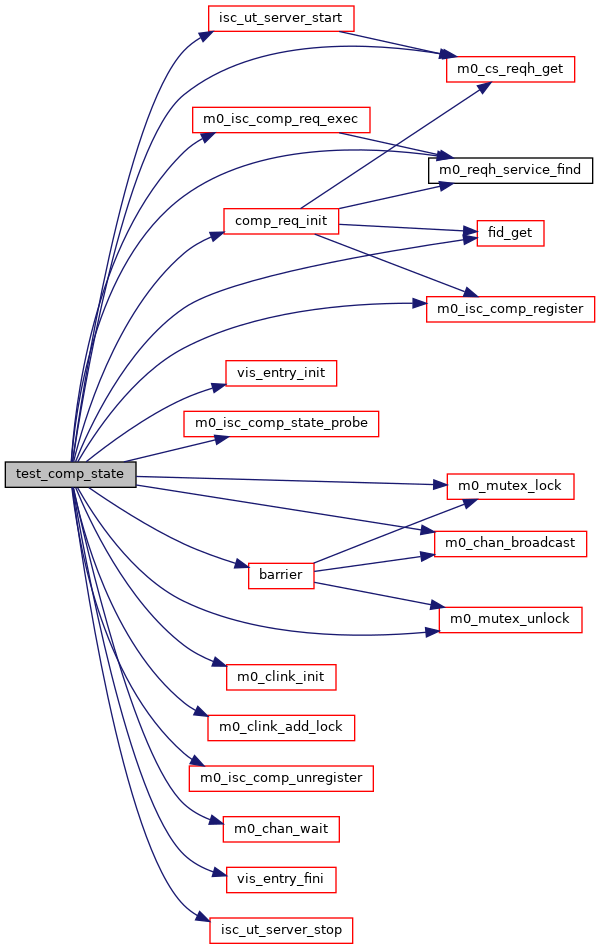 isc_ut_server_start
m0_cs_reqh_get
m0_isc_comp_req_exec
m0_reqh_service_find
comp_req_init
fid_get
m0_isc_comp_register
vis_entry_init
m0_isc_comp_state_probe
test_comp_state
m0_mutex_lock
m0_chan_broadcast
barrier
m0_mutex_unlock
m0_clink_init
m0_clink_add_lock
m0_isc_comp_unregister
m0_chan_wait
vis_entry_fini
isc_ut_server_stop